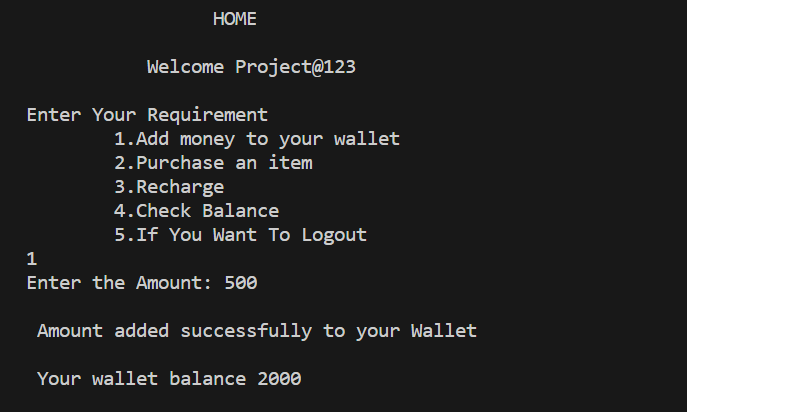 HOME
Welcome Project@123
Enter Your Requirement
1.Add money to your wallet
2.Purchase an item
3.Recharge
4.Check Balance
5.If You Want To Logout
1
Enter the Amount: 500
Amount added successfully to your Wallet
Your wallet balance 2000